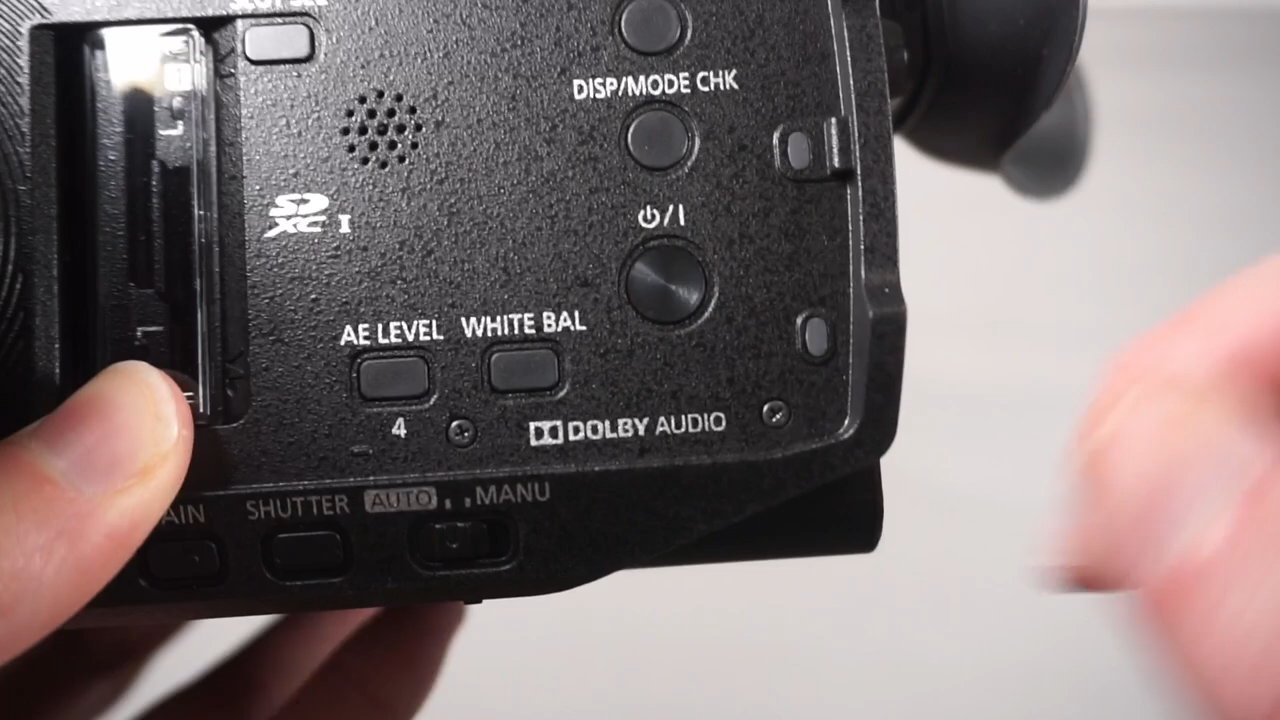 DISP/MODE CHK
SD
XC I
⏻/I
AE LEVEL WHITE BAL
4
DOLBY AUDIO
SHUTTER AUTO MANU